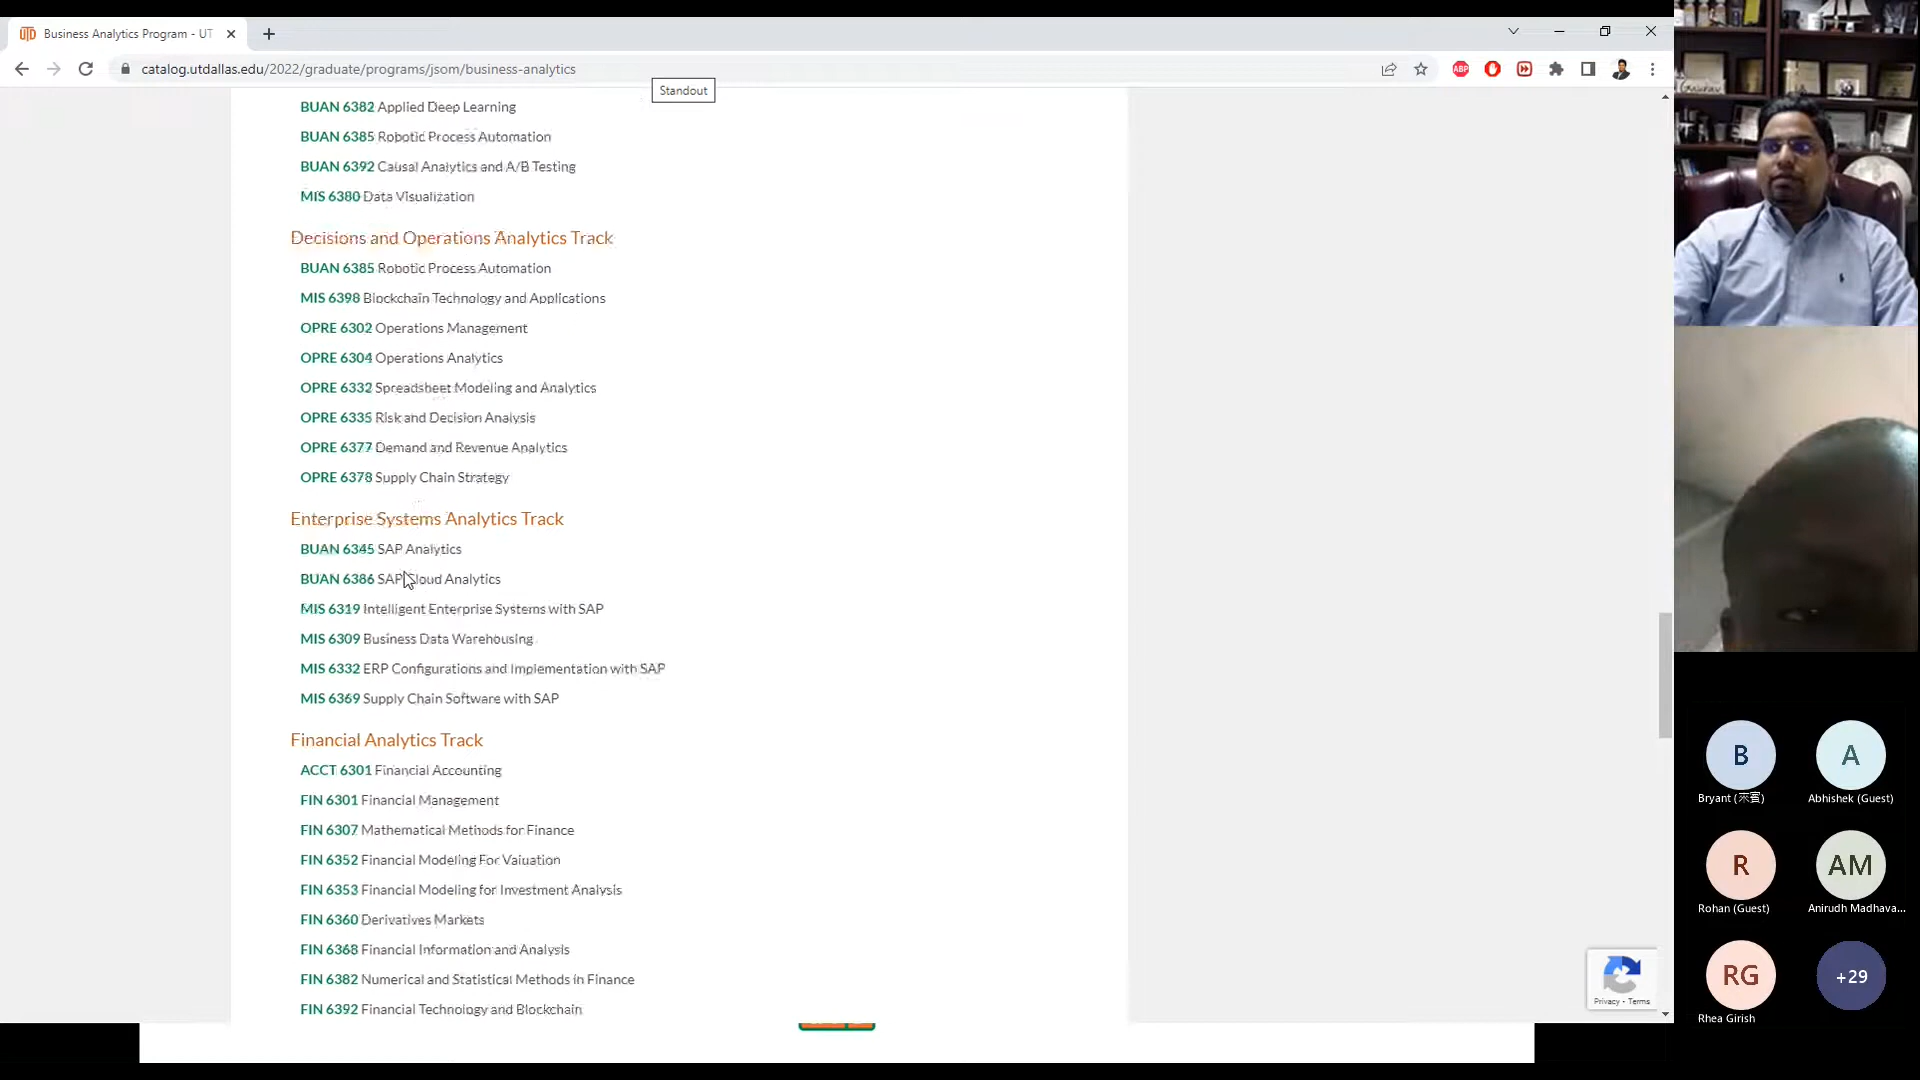 Business Analytics Program - UT
catalog.utdallas.edu/2022/graduate/programs/jsom/business-analytics
ABP
Standout
BUAN 6382 Applied Deep Learning
BUAN 6385 Robotic Process Automation
BUAN 6392 Causal Analytics and A/B Testing
MIS 6380 Data Visualization
Decisions and Operations Analytics Track
BUAN 6385 Robotic Process Automation
MIS 6398 Blockchain Technology and Applications
OPRE 6302 Operations Management
OPRE 6304 Operations Analytics
OPRE 6332 Spreadsheet Modeling and Analytics
OPRE 6335 Risk and Decision Analysis
OPRE 6377 Demand and Revenue Analytics
OPRE 6378 Supply Chain Strategy
Enterprise Systems Analytics Track
BUAN 6345 SAP Analytics
BUAN 6386 SAP Cloud Analytics
MIS 6319 Intelligent Enterprise Systems with SAP
MIS 6309 Business Data Warehousing
MIS 6332 ERP Configurations and Implementation with SAP
MIS 6369 Supply Chain Software with SAP
Financial Analytics Track
ACCT 6301 Financial Accounting
FIN 6301 Financial Management
FIN 6307 Mathematical Methods for Finance
FIN 6352 Financial Modeling For Valuation
FIN 6353 Financial Modeling for Investment Analysis
FIN 6360 Derivatives Markets
FIN 6368 Financial Information and Analysis
FIN 6382 Numerical and Statistical Methods in Finance
FIN 6392 Financial Technology and Blockchain
Privacy - Terms
B
A
Bryant (來賓)
Abhishek (Guest)
R
AM
Rohan (Guest)
Anirudh Madhava...
RG
+29
Rhea Girish